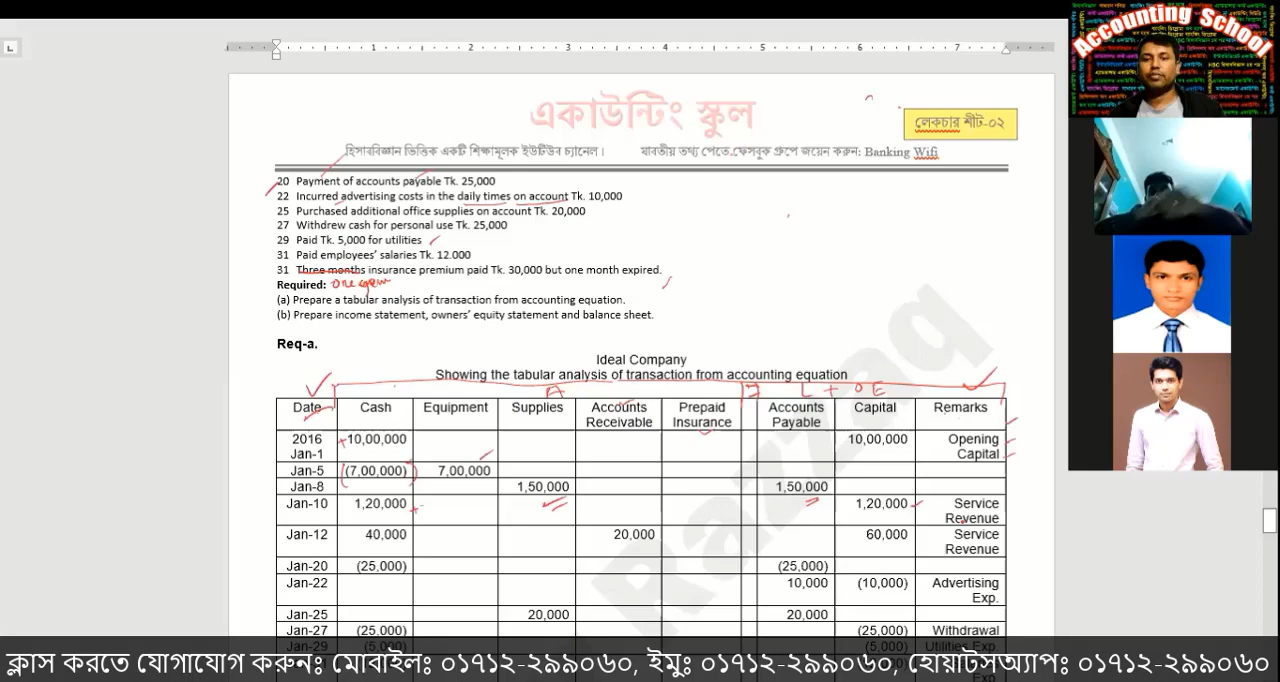 Accounting School
একাউন্টিং স্কুল
লেকচার শীট-০২
হিসাববিজ্ঞান ভিত্তিক একটি শিক্ষামূলক ইউটিউব চ্যানেল। যাবতীয় তথ্য পেতে ফেসবুক গ্রুপে জয়েন করুন: Banking Wifi
20 Payment of accounts payable Tk. 25,000
22 Incurred advertising costs in the daily times on account Tk. 10,000
25 Purchased additional office supplies on account Tk. 20,000
27 Withdrew cash for personal use Tk. 25,000
29 Paid Tk. 5,000 for utilities
31 Paid employees' salaries Tk. 12.000
31 Three months insurance premium paid Tk. 30,000 but one month expired.
Required:
(a) Prepare a tabular analysis of transaction from accounting equation.
(b) Prepare income statement, owners' equity statement and balance sheet.
Req-a.
Ideal Company
Showing the tabular analysis of transaction from accounting equation
A = L + OE
Date Cash Equipment Supplies Accounts Receivable Prepaid Insurance Accounts Payable Capital Remarks
2016 Jan-1 +10,00,000 10,00,000 Opening Capital
Jan-5 (7,00,000) 7,00,000
Jan-8 1,50,000 1,50,000
Jan-10 1,20,000 1,20,000 Service Revenue
Jan-12 40,000 20,000 60,000 Service Revenue
Jan-20 (25,000) (25,000)
Jan-22 10,000 (10,000) Advertising Exp.
Jan-25 20,000 20,000
Jan-27 (25,000) (25,000) Withdrawal
Jan-29 (5,000) (5,000) Utilities Exp.
Razzaq
ক্লাস করতে যোগাযোগ করুনঃ মোবাইলঃ ০১৭১২-২৯৯০৬০, ইমুঃ ০১৭১২-২৯৯০৬০, হোয়াটসঅ্যাপঃ ০১৭১২-২৯৯০৬০